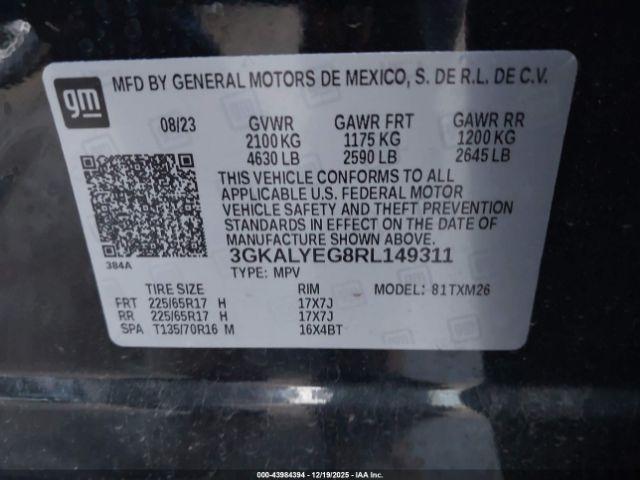 gm
MFD BY GENERAL MOTORS DE MEXICO, S. DE R.L. DE C.V.
08/23 GVWR GAWR FRT GAWR RR
2100 KG 1175 KG 1200 KG
4630 LB 2590 LB 2645 LB
THIS VEHICLE CONFORMS TO ALL
APPLICABLE U.S. FEDERAL MOTOR
VEHICLE SAFETY AND THEFT PREVENTION
STANDARDS IN EFFECT ON THE DATE OF
MANUFACTURE SHOWN ABOVE.
384A
3GKALYEG8RL149311
TYPE: MPV
TIRE SIZE RIM MODEL: 81TXM26
FRT 225/65R17 H 17X7J
RR 225/65R17 H 17X7J
SPA T135/70R16 M 16X4BT
000-43984394 - 12/19/2025 - IAA Inc.